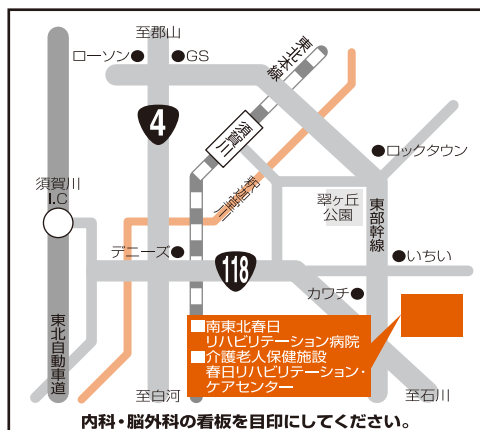 至郡山
ローソン
GS
東北本線
4
須賀川
ロックタウン
須賀川
I.C
釈迦堂川
翠ヶ丘
公園
東部幹線
デニーズ
いちい
118
カワチ
東北自動車道
南東北春日
リハビリテーション病院
介護老人保健施設
春日リハビリテーション・
ケアセンター
至白河
至石川
内科・脳外科の看板を目印にしてください。